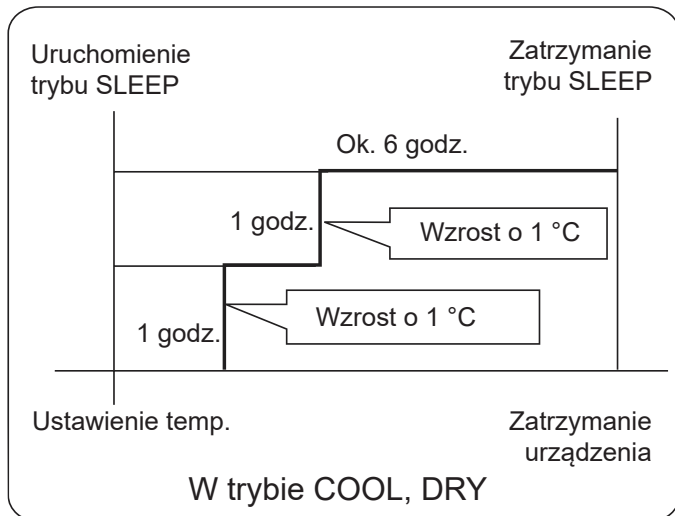 Uruchomienie
trybu SLEEP
Zatrzymanie
trybu SLEEP
Ok. 6 godz.
1 godz.
Wzrost o 1 °C
1 godz.
Wzrost o 1 °C
Ustawienie temp.
Zatrzymanie
urządzenia
W trybie COOL, DRY